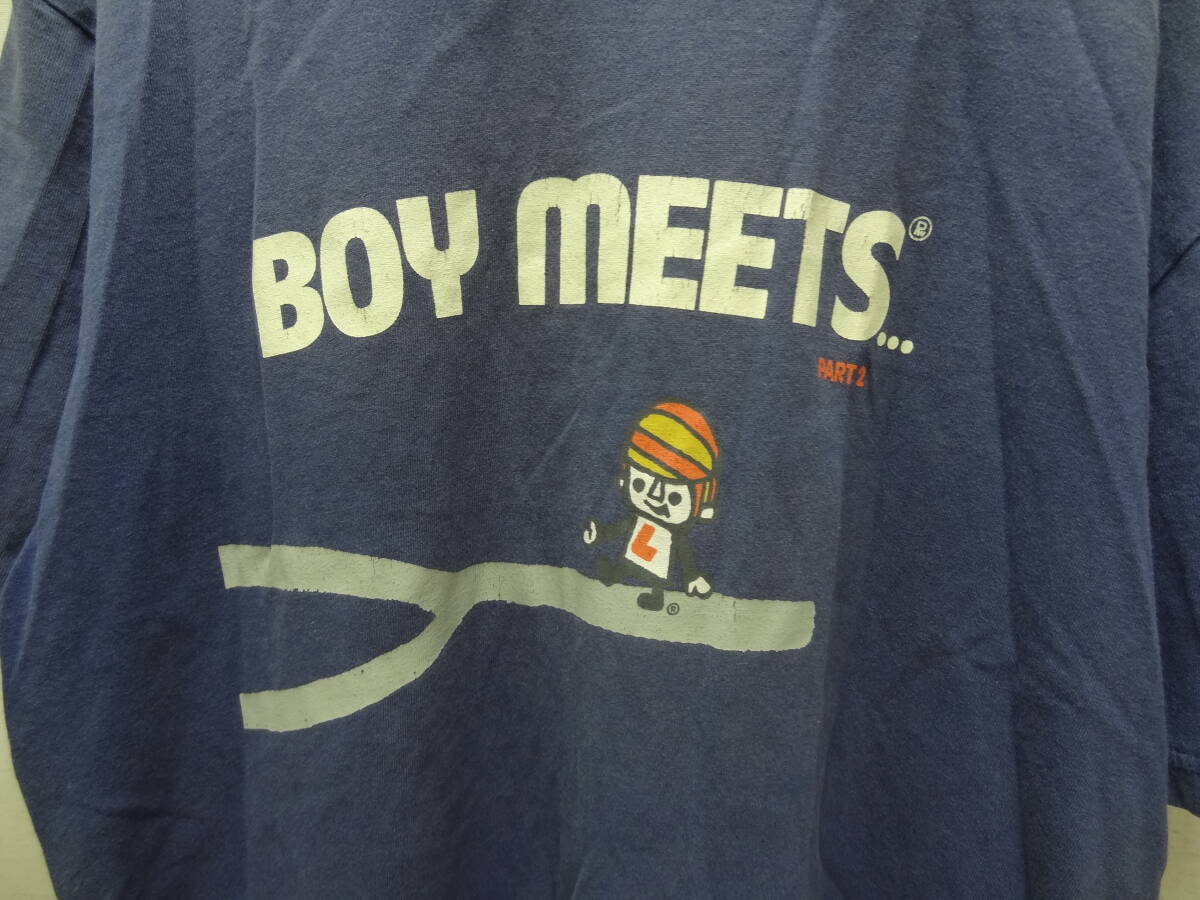 BOY MEETS...
PART 2
L
®